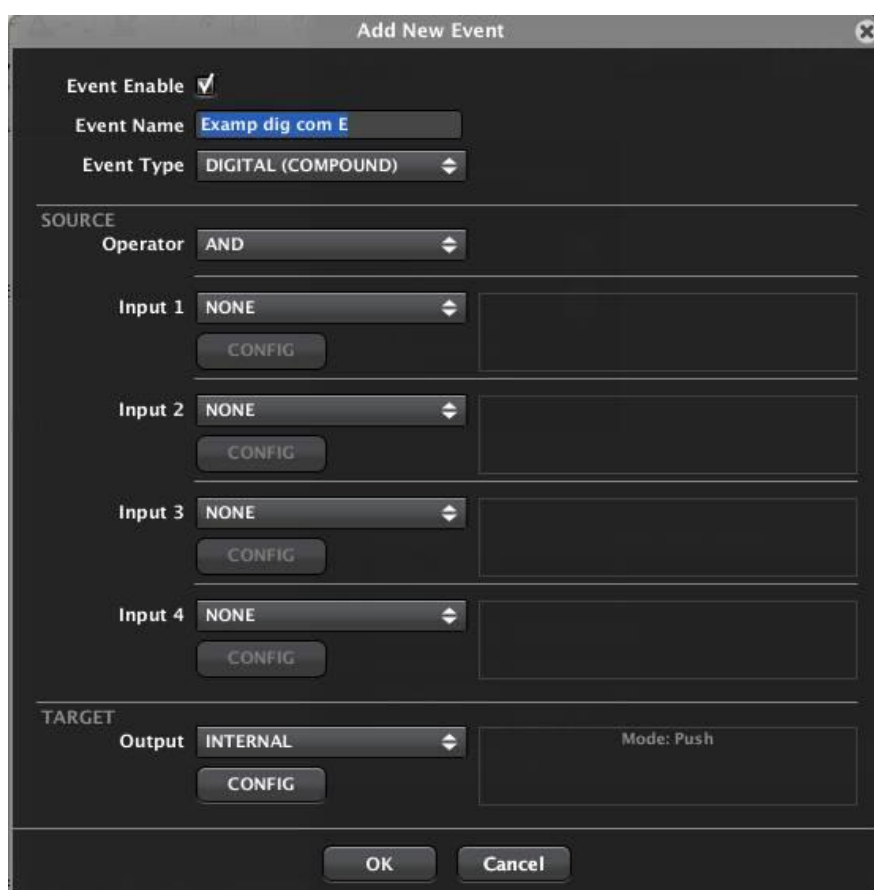 Add New Event
Event Enable
Event Name Examp dig com E
Event Type DIGITAL (COMPOUND)
SOURCE
Operator AND
Input 1 NONE
CONFIG
Input 2 NONE
CONFIG
Input 3 NONE
CONFIG
Input 4 NONE
CONFIG
TARGET
Output INTERNAL Mode: Push
CONFIG
OK Cancel